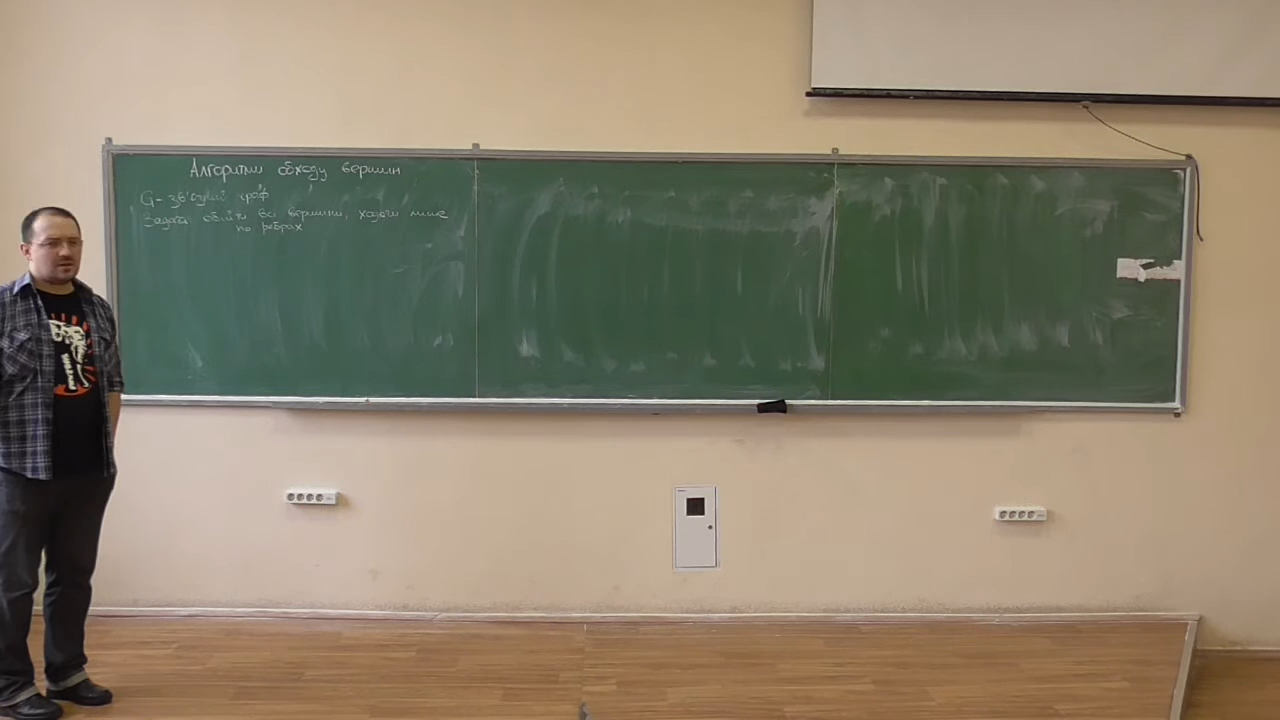 Алгоритми обходу вершин
G - зв'язний граф
Задача: обійти всі вершини, ходячи лише
по ребрах